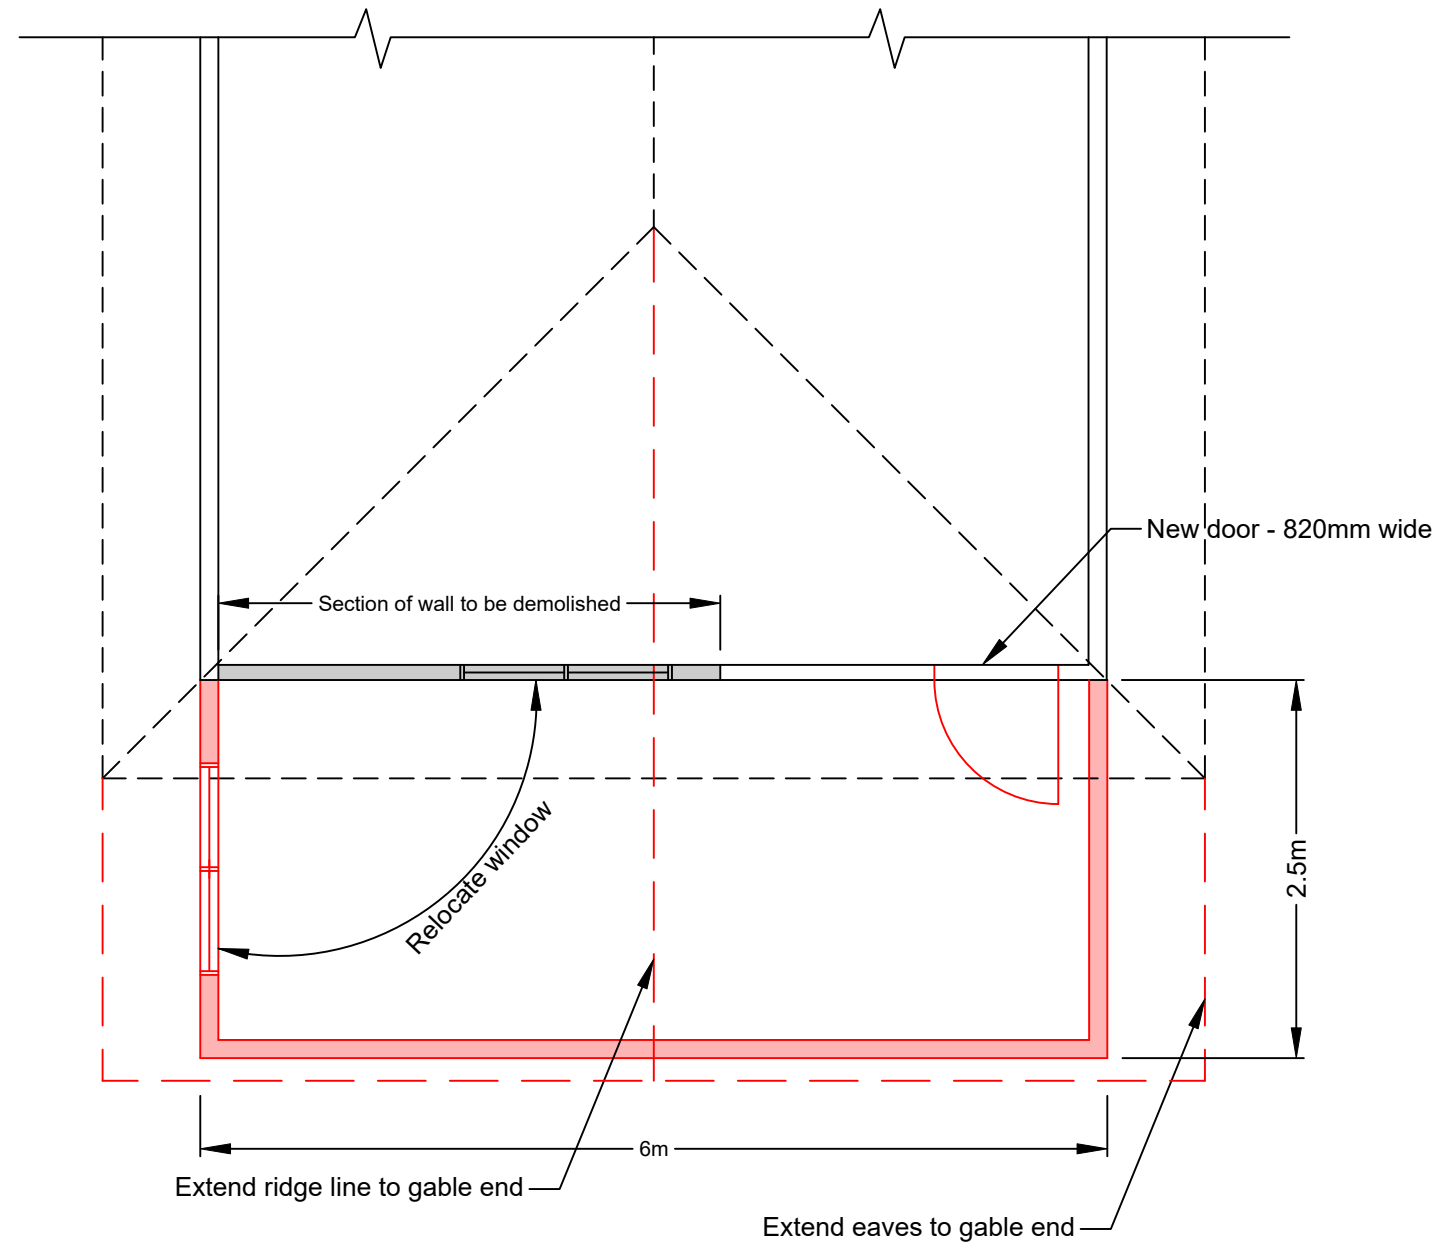 New door - 820mm wide
Section of wall to be demolished
2.5m
Relocate window
6m
Extend ridge line to gable end
Extend eaves to gable end